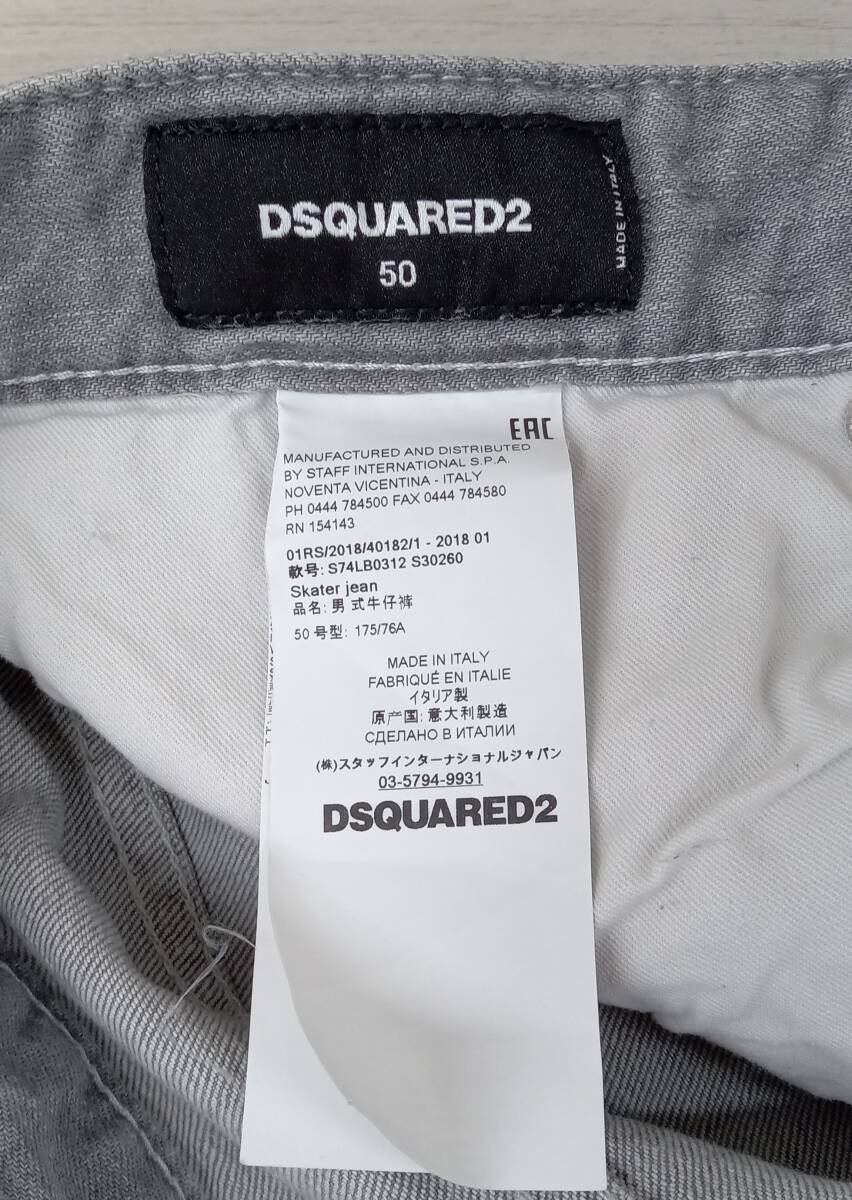 DSQUARED2
50
MADE IN ITALY
EAC
MANUFACTURED AND DISTRIBUTED
BY STAFF INTERNATIONAL S.P.A.
NOVENTA VICENTINA - ITALY
PH 0444 784500 FAX 0444 784580
RN 154143
01RS/2018/40182/1 - 2018 01
款号: S74LB0312 S30260
Skater jean
品名: 男 式牛仔裤
50 号型: 175/76A
MADE IN ITALY
FABRIQUÉ EN ITALIE
イタリア製
原产国: 意大利製造
СДЕЛАНО В ИТАЛИИ
(株)スタッフインターナショナルジャパン
03-5794-9931
DSQUARED2